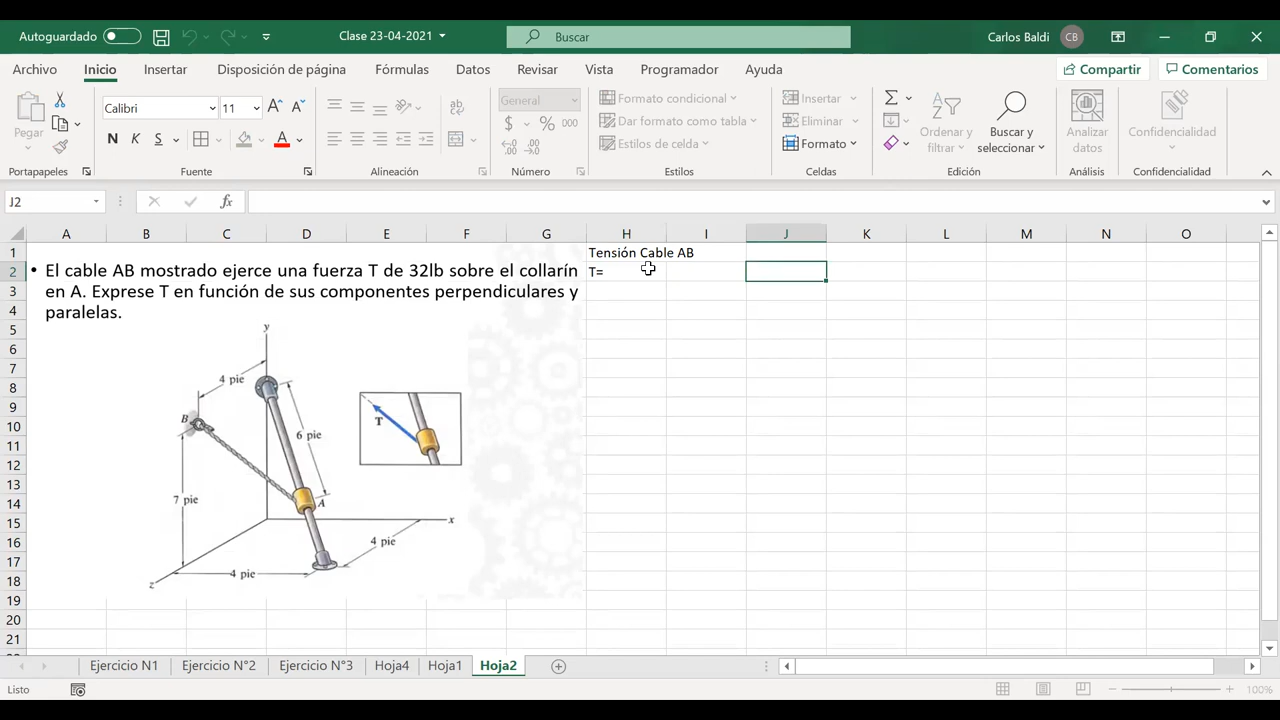 Autoguardado
Clase 23-04-2021
Buscar
Carlos Baldi
CB
Archivo
Inicio
Insertar
Disposición de página
Fórmulas
Datos
Revisar
Vista
Programador
Ayuda
Compartir
Comentarios
Pegar
Calibri
11
N
K
S
A
General
$ % 000
Formato condicional
Dar formato como tabla
Estilos de celda
Insertar
Eliminar
Formato
Ordenar y filtrar
Buscar y seleccionar
Analizar datos
Confidencialidad
Portapapeles
Fuente
Alineación
Número
Estilos
Celdas
Edición
Análisis
Confidencialidad
J2
fx
A B C D E F G H I J K L M N O
1
Tensión Cable AB
2
T=
• El cable AB mostrado ejerce una fuerza T de 32lb sobre el collarín
en A. Exprese T en función de sus componentes perpendiculares y
paralelas.
3
4
5
6
7
8
9
10
11
12
13
14
15
16
17
18
19
20
21
y
4 pie
B
T
6 pie
7 pie
A
x
4 pie
4 pie
z
Ejercicio N1
Ejercicio N°2
Ejercicio N°3
Hoja4
Hoja1
Hoja2
Listo
100%